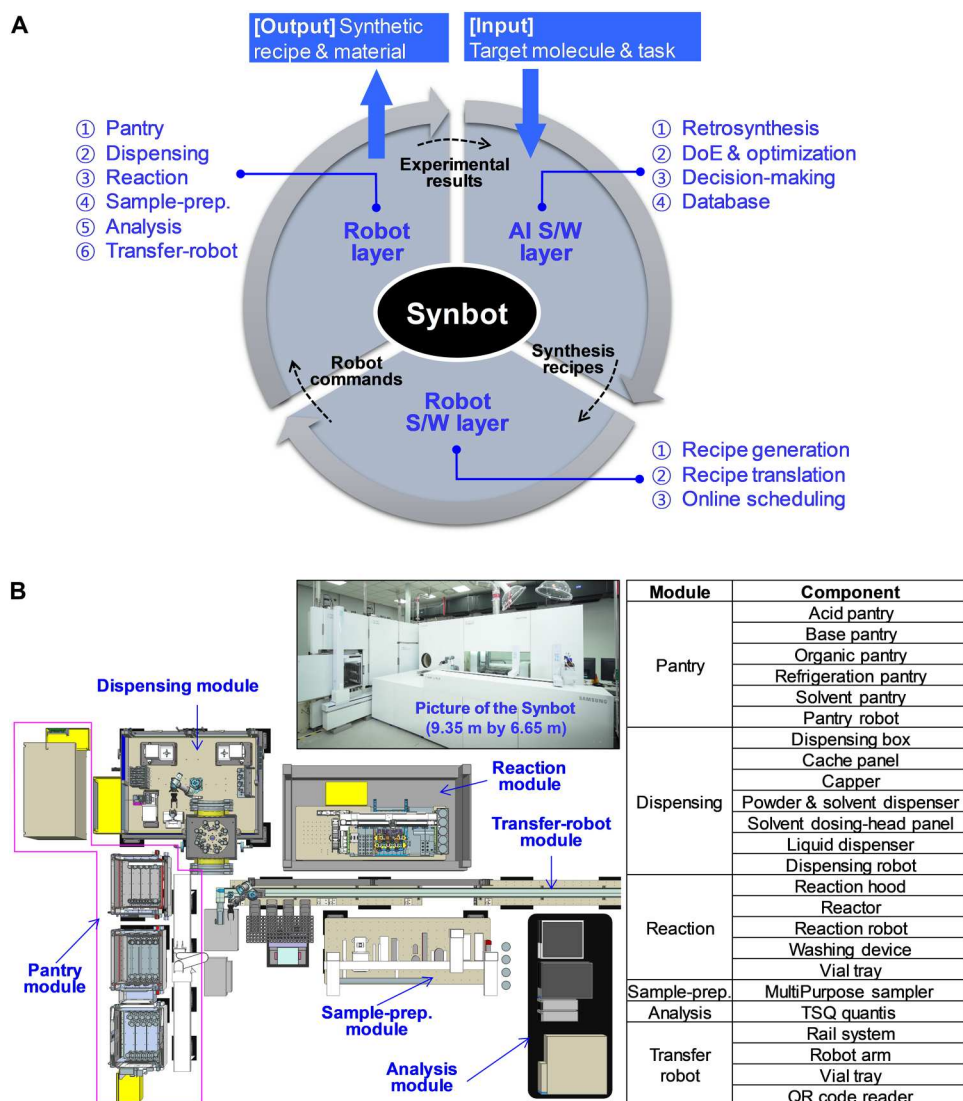 A
[Output] Synthetic
recipe & material
[Input]
Target molecule & task
① Pantry
② Dispensing
③ Reaction
④ Sample-prep.
⑤ Analysis
⑥ Transfer-robot
Experimental
results
① Retrosynthesis
② DoE & optimization
③ Decision-making
④ Database
Robot
layer
AI S/W
layer
Synbot
Robot
commands
Synthesis
recipes
Robot
S/W layer
① Recipe generation
② Recipe translation
③ Online scheduling
B
Dispensing module
Picture of the Synbot
(9.35 m by 6.65 m)
SAMSUNG
Reaction
module
Transfer-robot
module
Pantry
module
Sample-prep.
module
Analysis
module
Module Component
Pantry
Acid pantry
Base pantry
Organic pantry
Refrigeration pantry
Solvent pantry
Pantry robot
Dispensing
Dispensing box
Cache panel
Capper
Powder & solvent dispenser
Solvent dosing-head panel
Liquid dispenser
Dispensing robot
Reaction
Reaction hood
Reactor
Reaction robot
Washing device
Vial tray
Sample-prep. MultiPurpose sampler
Analysis TSQ quantis
Transfer
robot
Rail system
Robot arm
Vial tray
QR code reader